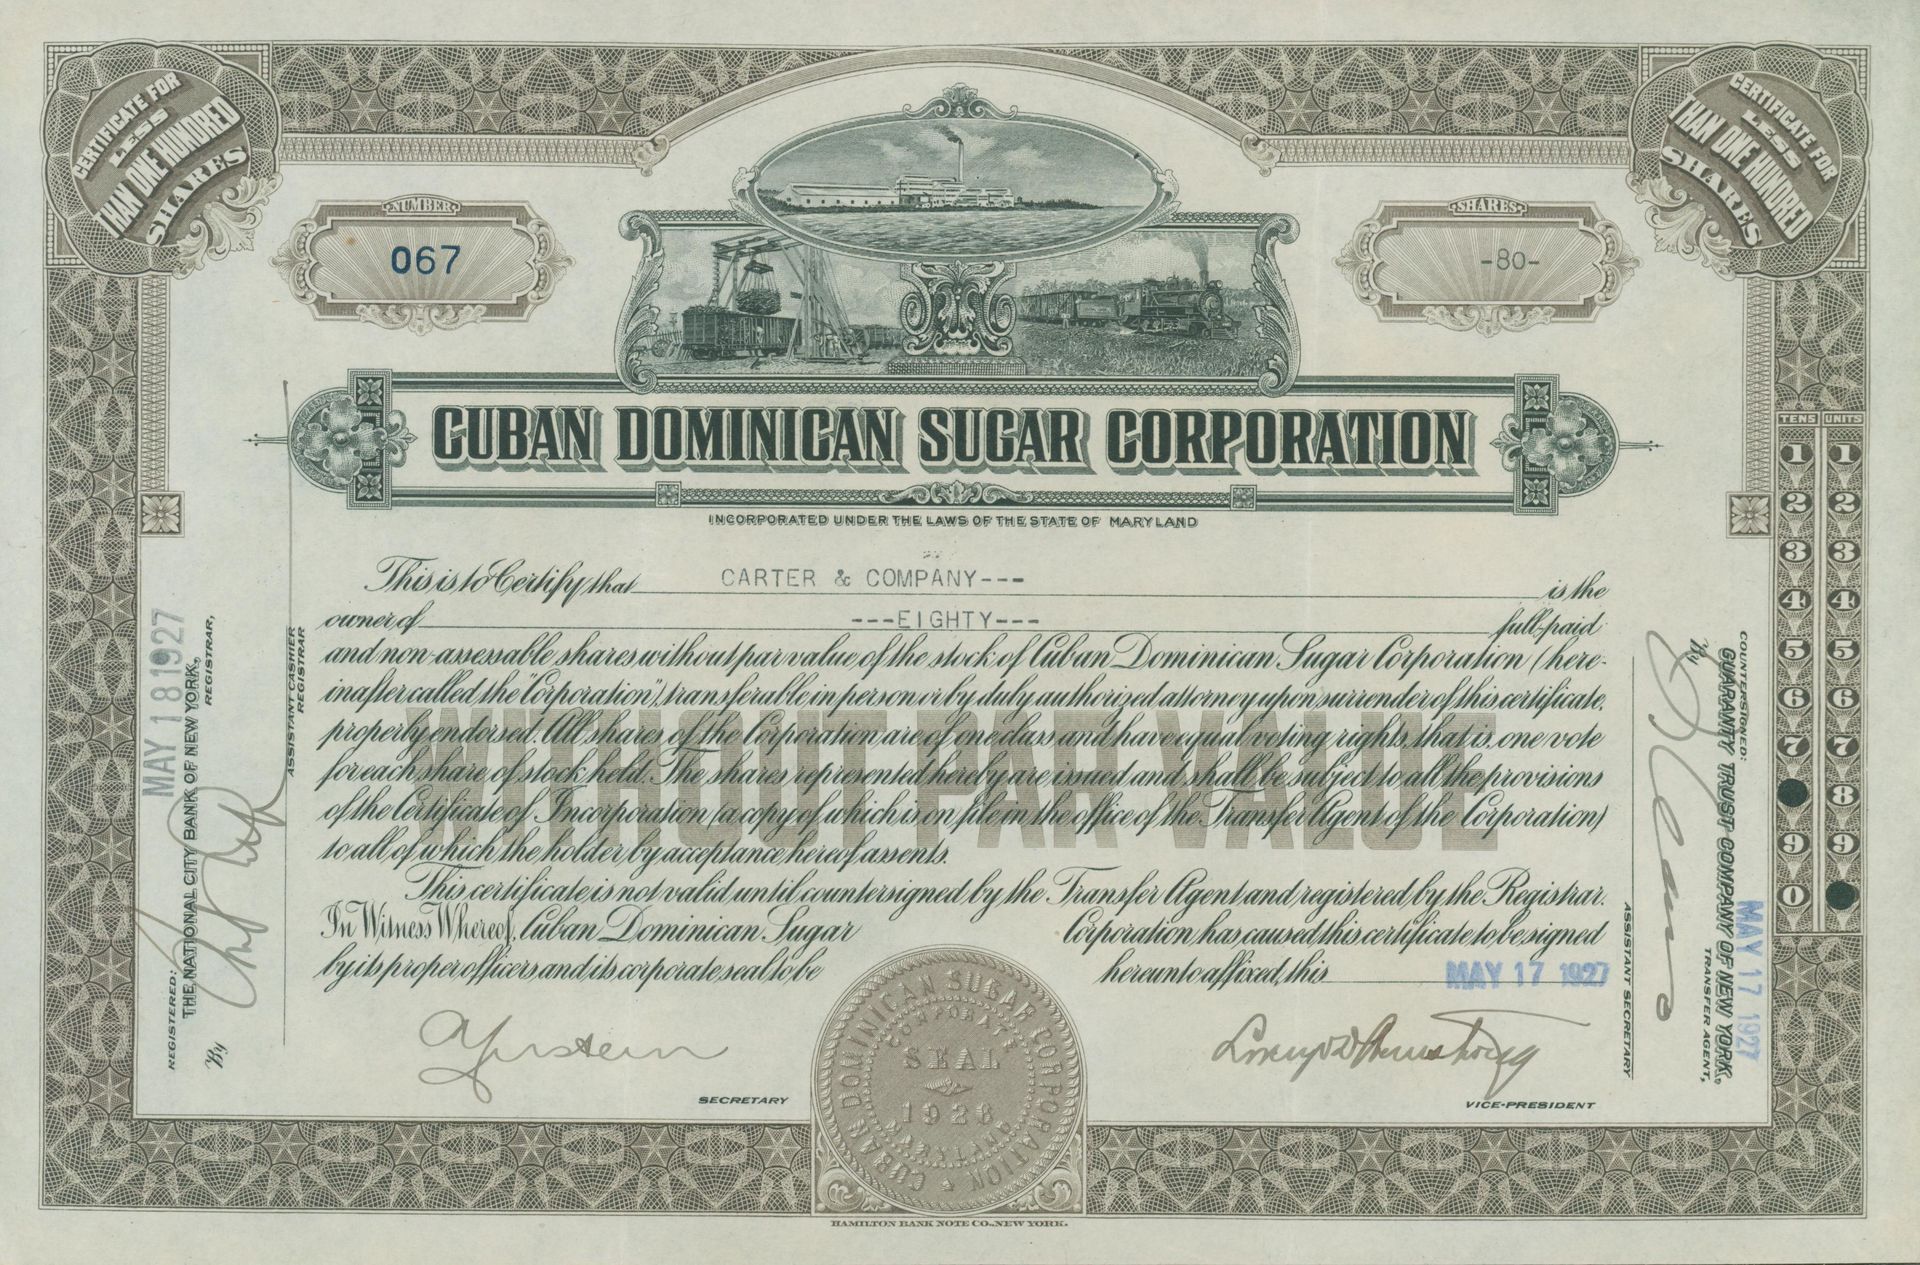 CERTIFICATE FOR
LESS
THAN ONE HUNDRED
SHARES
CERTIFICATE FOR
LESS
THAN ONE HUNDRED
SHARES
NUMBER
067
SHARES
-80-
CUBAN DOMINICAN SUGAR CORPORATION
INCORPORATED UNDER THE LAWS OF THE STATE OF MARYLAND
This is to Certify that CARTER & COMPANY--- is the
owner of ---EIGHTY--- full-paid
and non-assessable shares without par value of the stock of Cuban Dominican Sugar Corporation (here-
inafter called the "Corporation"), transferable in person or by duly authorized attorney upon surrender of this certificate,
properly endorsed. All shares of the Corporation are of one class and have equal voting rights, that is, one vote
for each share of stock held. The shares represented hereby are issued and shall be subject to all the provisions
of the Certificate of Incorporation (a copy of which is on file in the office of the Transfer Agent of the Corporation)
to all of which the holder by acceptance hereof assents.
WITHOUT PAR VALUE
This certificate is not valid until countersigned by the Transfer Agent and registered by the Registrar.
In Witness Whereof, Cuban Dominican Sugar Corporation has caused this certificate to be signed
by its proper officers and its corporate seal to be hereunto affixed, this MAY 17 1927
SECRETARY
Lorenzo D Armstrong
VICE-PRESIDENT
CUBAN DOMINICAN SUGAR CORPORATION
CORPORATE
SEAL
1926
MARYLAND
HAMILTON BANK NOTE CO., NEW YORK.
REGISTERED:
THE NATIONAL CITY BANK OF NEW YORK,
REGISTRAR,
MAY 18 1927
By
ASSISTANT CASHIER
REGISTRAR
COUNTERSIGNED:
GUARANTY TRUST COMPANY OF NEW YORK,
TRANSFER AGENT,
MAY 17 1927
By
ASSISTANT SECRETARY
TENS UNITS
1 1
2 2
3 3
4 4
5 5
6 6
7 7
8
9 9
0